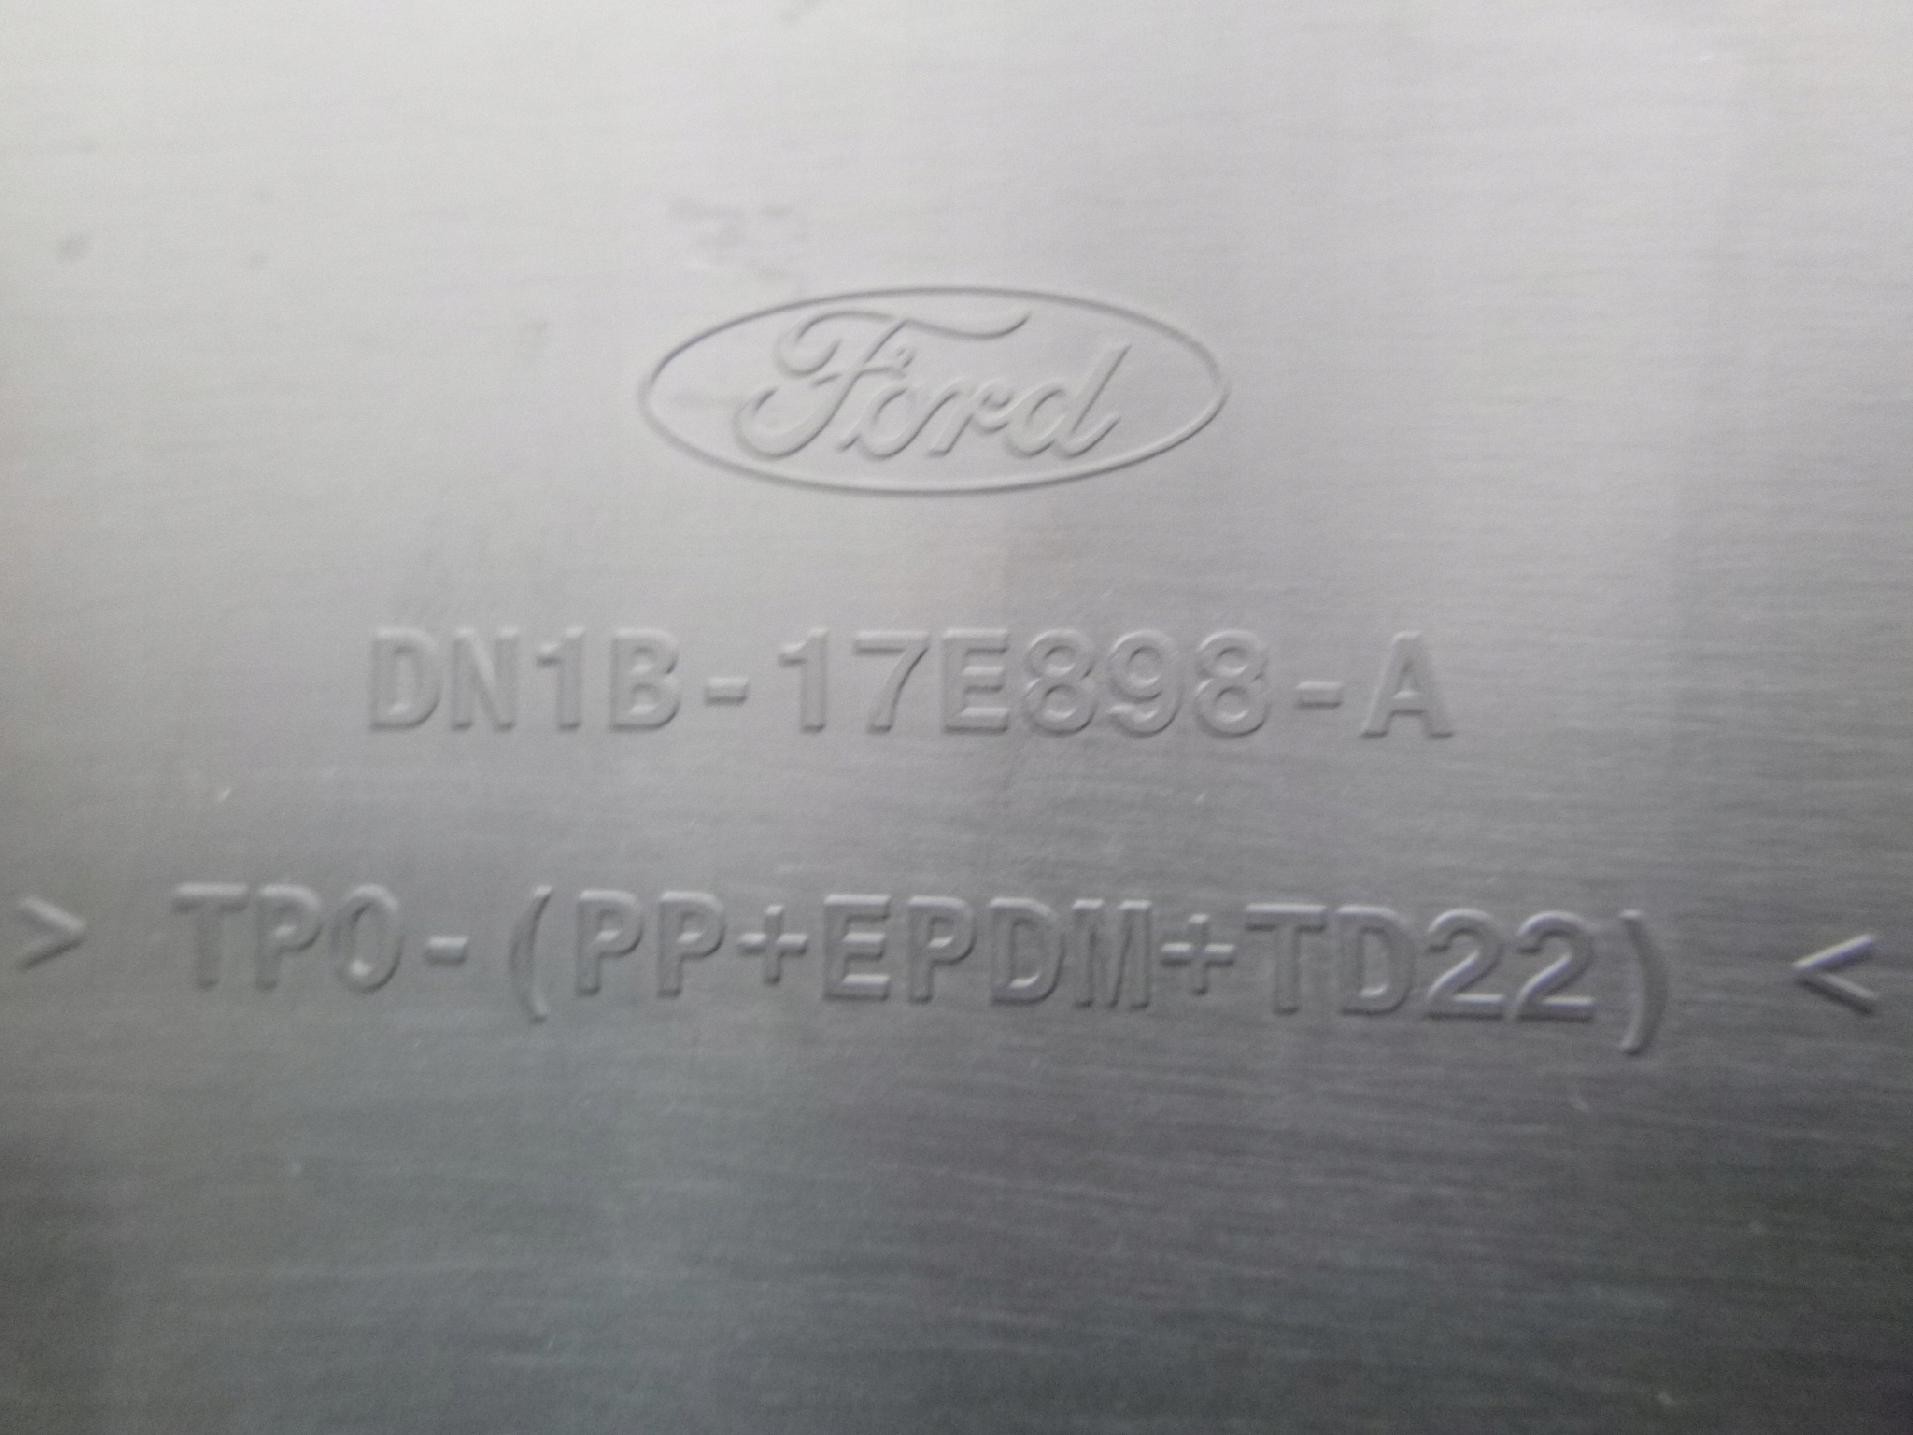 Ford
DN1B-17E898-A
> TPO-(PP+EPDM+TD22) <